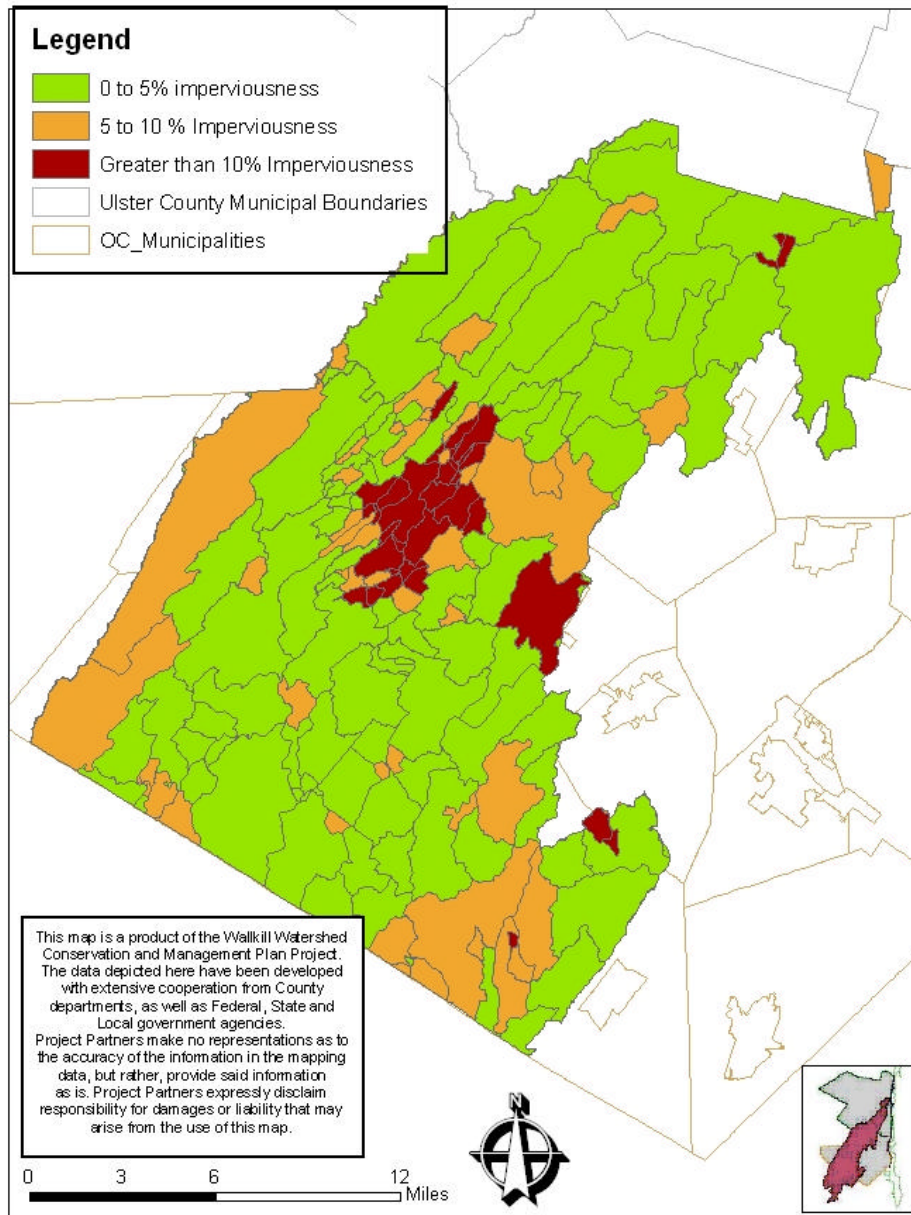 Legend
0 to 5% imperviousness
5 to 10 % Imperviousness
Greater than 10% Imperviousness
Ulster County Municipal Boundaries
OC_Municipalities
This map is a product of the Wallkill Watershed
Conservation and Management Plan Project.
The data depicted here have been developed
with extensive cooperation from County
departments, as well as Federal, State and
Local government agencies.
Project Partners make no representations as to
the accuracy of the information in the mapping
data, but rather, provide said information
as is. Project Partners expressly disclaim
responsibility for damages or liability that may
arise from the use of this map.
N
0 3 6 12
Miles